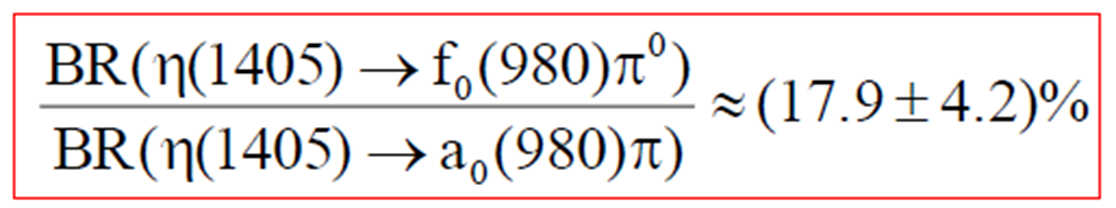 BR(η(1405) → f₀(980)π⁰)
BR(η(1405) → a₀(980)π)
≈ (17.9 ± 4.2)%